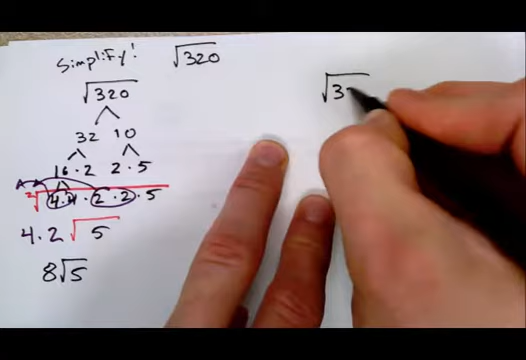 Simplify! √320
√320
32 10
16 · 2 2 · 5
²√4·4 · 2 · 2 · 5
4 · 2 √5
8√5
√3